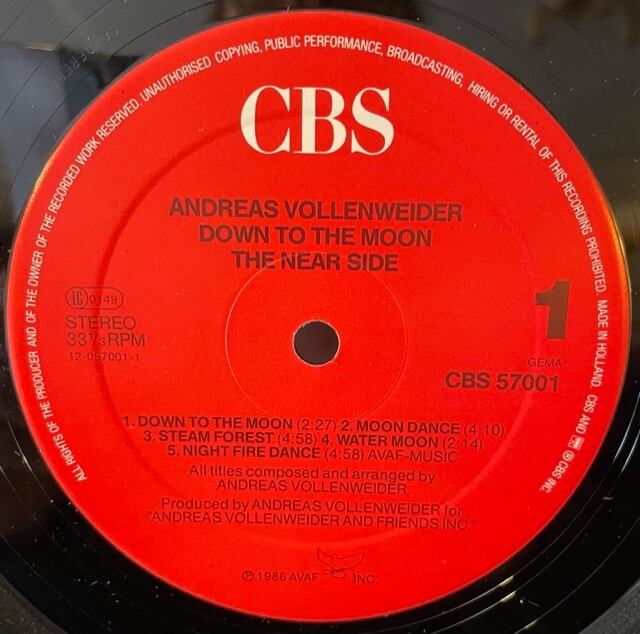 ALL RIGHTS OF THE PRODUCER AND OF THE OWNER OF THE RECORDED WORK RESERVED. UNAUTHORISED COPYING, PUBLIC PERFORMANCE, BROADCASTING, HIRING OR RENTAL OF THIS RECORDING PROHIBITED. MADE IN HOLLAND. CBS AND ® CBS INC.
CBS
ANDREAS VOLLENWEIDER
DOWN TO THE MOON
THE NEAR SIDE
LC 0149
STEREO
33⅓ RPM
12-057001-1
1
GEMA
CBS 57001
1. DOWN TO THE MOON (2:27) 2. MOON DANCE (4:10)
3. STEAM FOREST (4:58) 4. WATER MOON (2:14)
5. NIGHT FIRE DANCE (4:58) AVAF-MUSIC
All titles composed and arranged by
ANDREAS VOLLENWEIDER
Produced by ANDREAS VOLLENWEIDER for
"ANDREAS VOLLENWEIDER AND FRIENDS INC."
℗ 1986 AVAF INC.